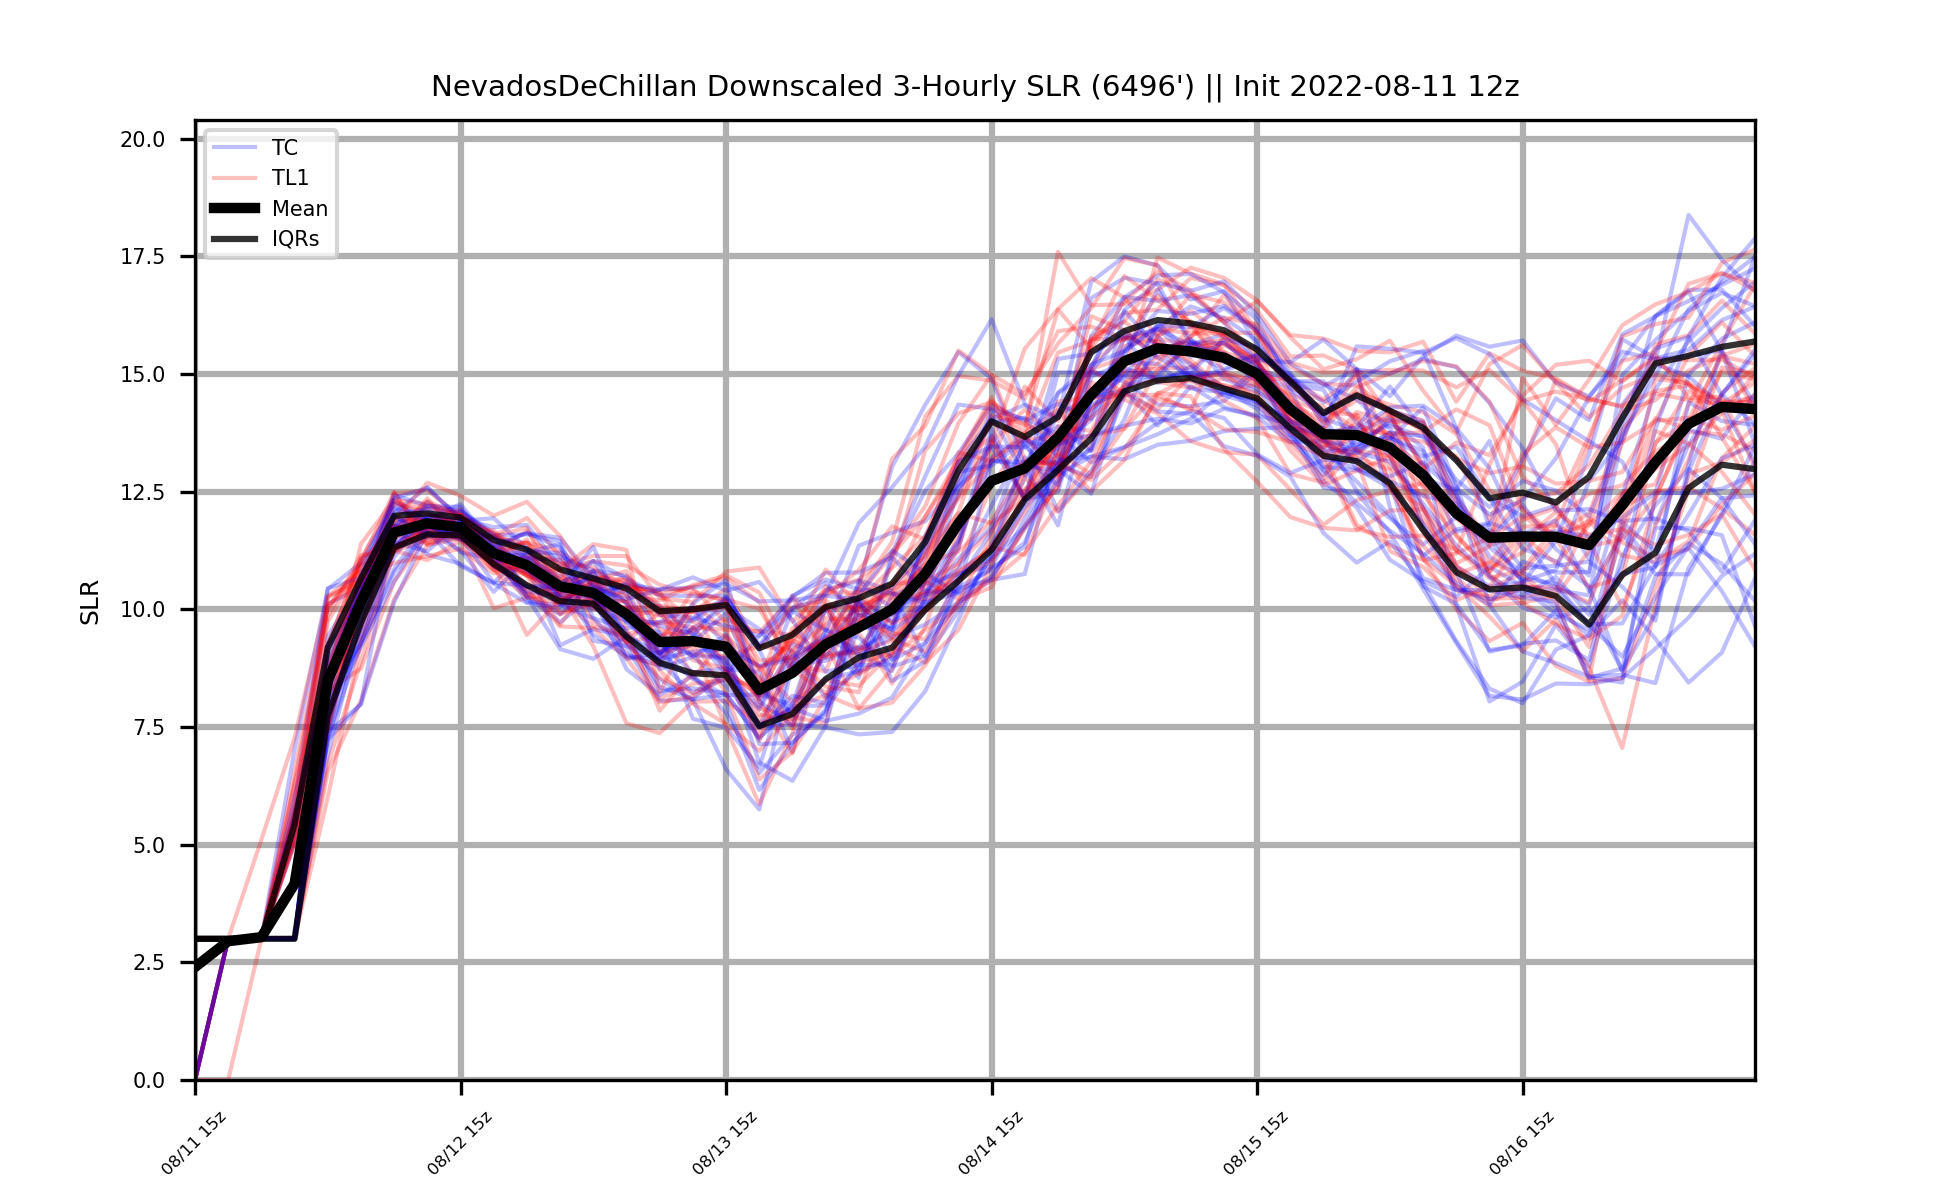 NevadosDeChillan Downscaled 3-Hourly SLR (6496') || Init 2022-08-11 12z
TC
TL1
Mean
IQRs
SLR
20.0
17.5
15.0
12.5
10.0
7.5
5.0
2.5
0.0
08/11 15z
08/12 15z
08/13 15z
08/14 15z
08/15 15z
08/16 15z